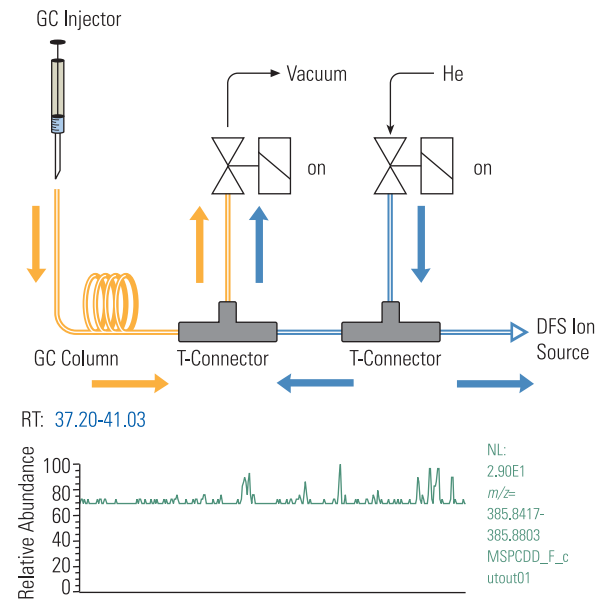 GC Injector
Vacuum
He
on
on
GC Column
T-Connector
T-Connector
DFS Ion
Source
RT: 37.20-41.03
Relative Abundance
100
80
60
40
20
0
NL:
2.90E1
m/z=
385.8417-
385.8803
MSPCDD_F_c
utout01